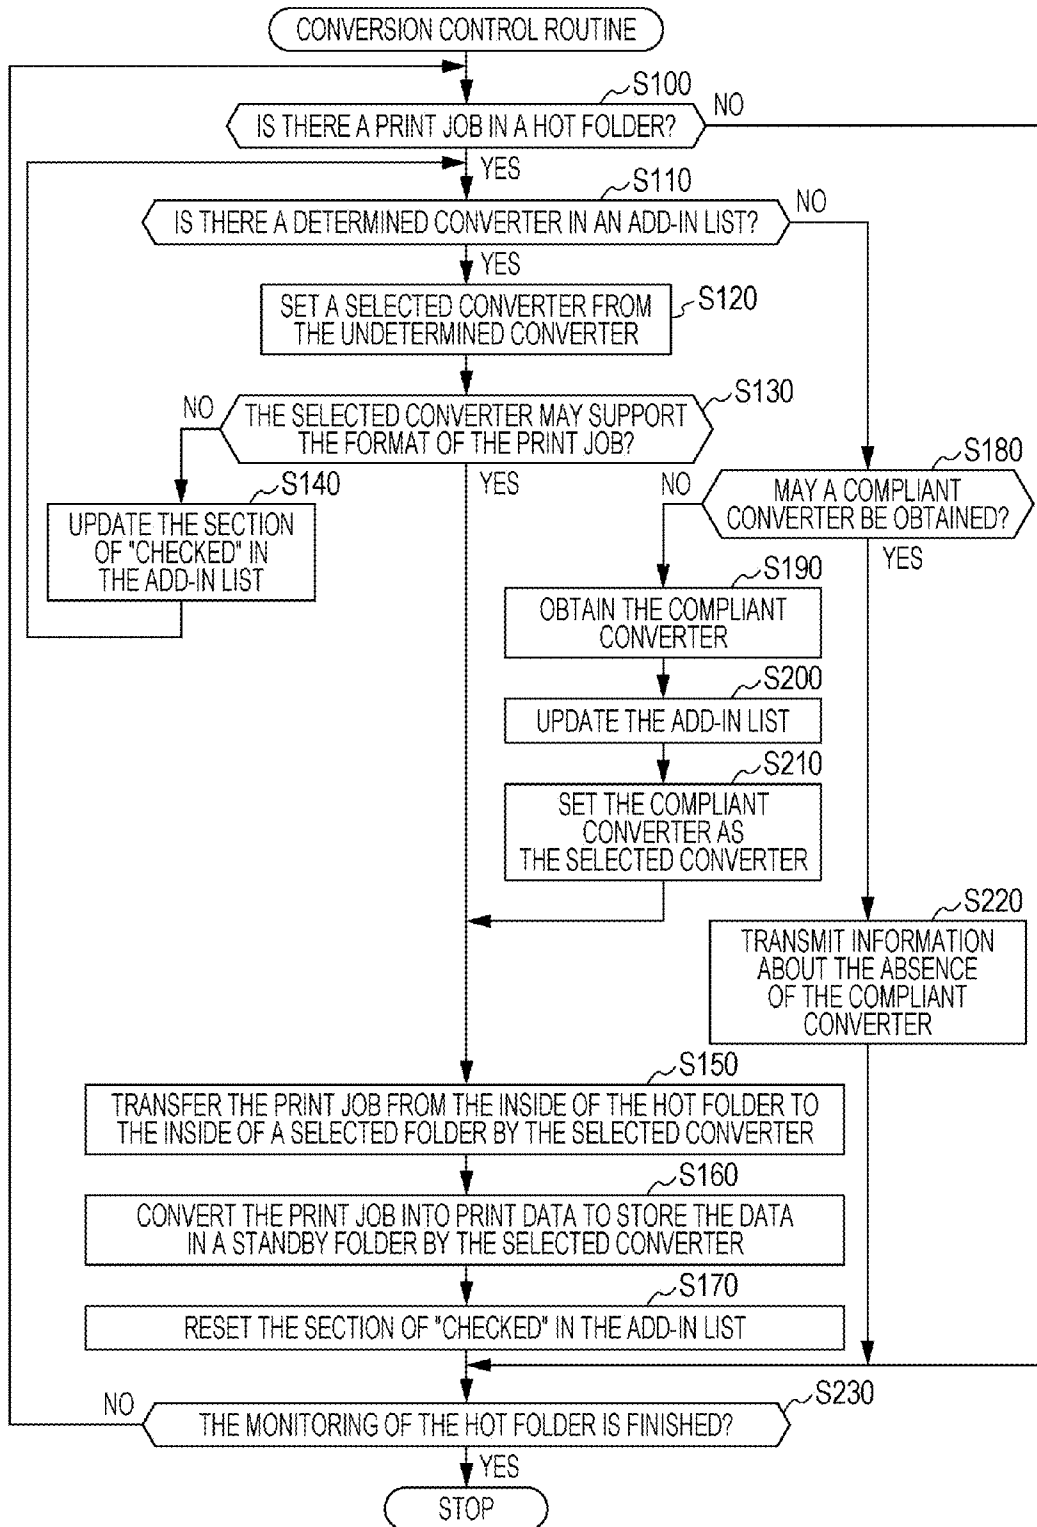 CONVERSION CONTROL ROUTINE
S100
IS THERE A PRINT JOB IN A HOT FOLDER?
NO
YES
S110
IS THERE A DETERMINED CONVERTER IN AN ADD-IN LIST?
NO
YES
S120
SET A SELECTED CONVERTER FROM
THE UNDETERMINED CONVERTER
S130
NO
THE SELECTED CONVERTER MAY SUPPORT
THE FORMAT OF THE PRINT JOB?
YES
S140
UPDATE THE SECTION
OF "CHECKED" IN
THE ADD-IN LIST
S180
NO
MAY A COMPLIANT
CONVERTER BE OBTAINED?
YES
S190
OBTAIN THE COMPLIANT
CONVERTER
S200
UPDATE THE ADD-IN LIST
S210
SET THE COMPLIANT
CONVERTER AS
THE SELECTED CONVERTER
S220
TRANSMIT INFORMATION
ABOUT THE ABSENCE
OF THE COMPLIANT
CONVERTER
S150
TRANSFER THE PRINT JOB FROM THE INSIDE OF THE HOT FOLDER TO
THE INSIDE OF A SELECTED FOLDER BY THE SELECTED CONVERTER
S160
CONVERT THE PRINT JOB INTO PRINT DATA TO STORE THE DATA
IN A STANDBY FOLDER BY THE SELECTED CONVERTER
S170
RESET THE SECTION OF "CHECKED" IN THE ADD-IN LIST
NO
S230
THE MONITORING OF THE HOT FOLDER IS FINISHED?
YES
STOP